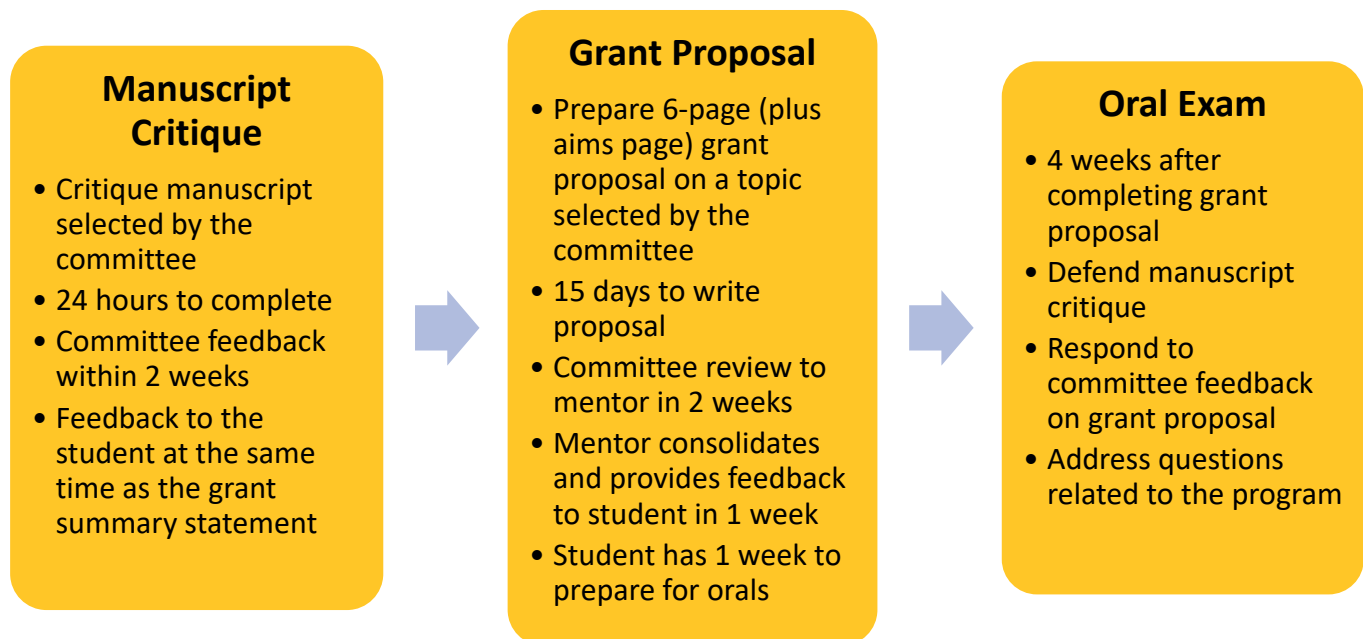 Manuscript
Critique
• Critique manuscript
selected by the
committee
• 24 hours to complete
• Committee feedback
within 2 weeks
• Feedback to the
student at the same
time as the grant
summary statement
Grant Proposal
• Prepare 6-page (plus
aims page) grant
proposal on a topic
selected by the
committee
• 15 days to write
proposal
• Committee review to
mentor in 2 weeks
• Mentor consolidates
and provides feedback
to student in 1 week
• Student has 1 week to
prepare for orals
Oral Exam
• 4 weeks after
completing grant
proposal
• Defend manuscript
critique
• Respond to
committee feedback
on grant proposal
• Address questions
related to the program